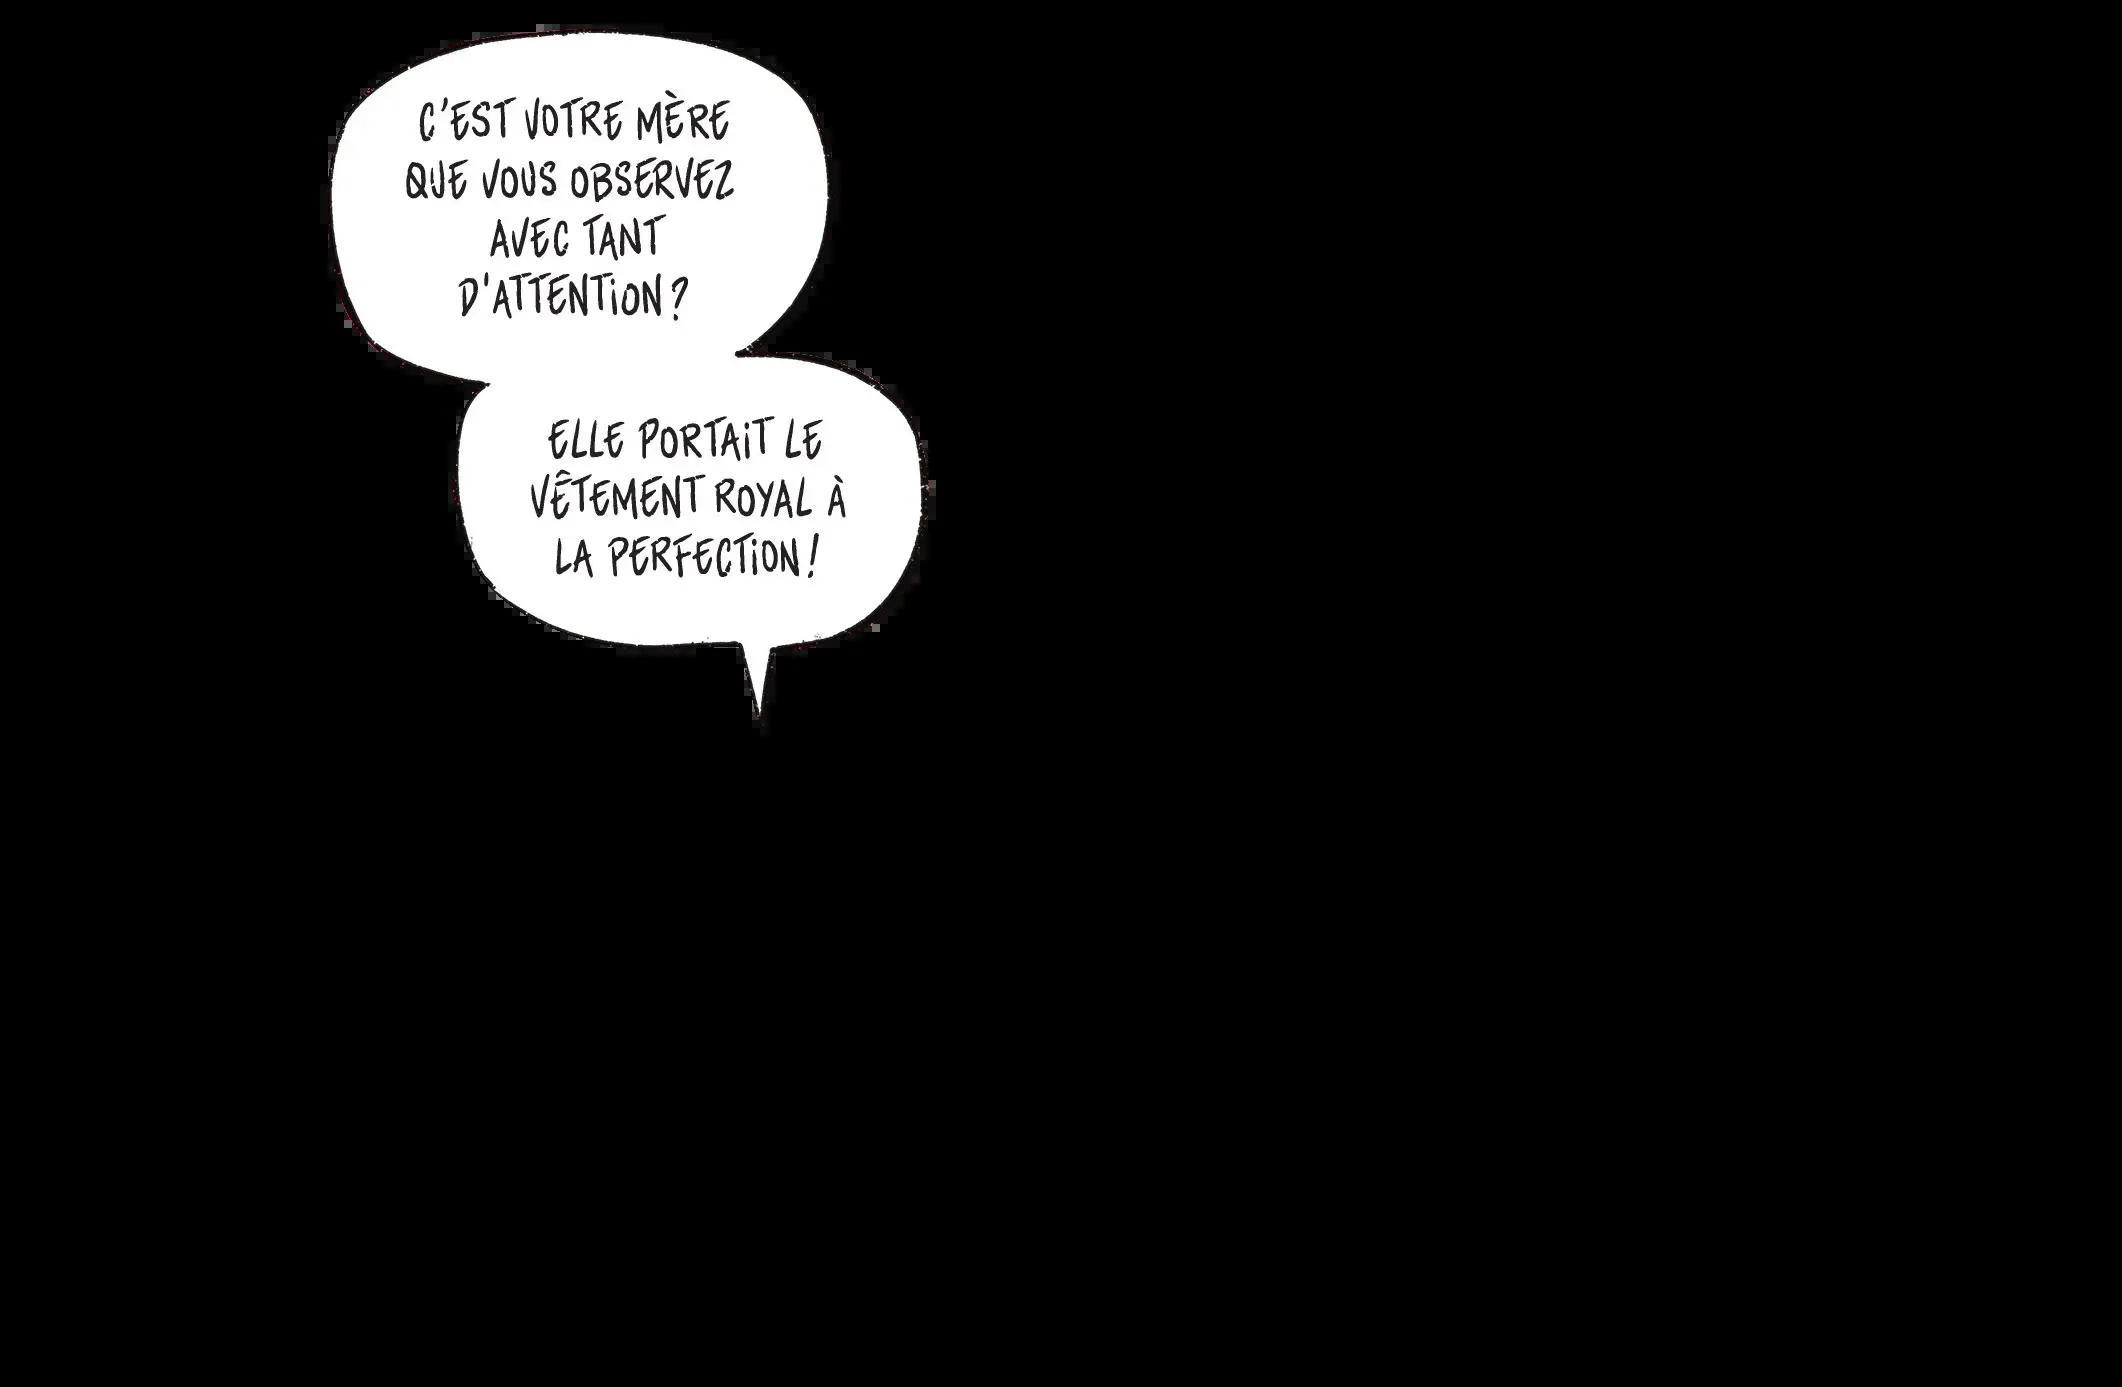 C'EST VOTRE MÈRE
QUE VOUS OBSERVEZ
AVEC TANT
D'ATTENTION ?
ELLE PORTAIT LE
VÊTEMENT ROYAL À
LA PERFECTION !